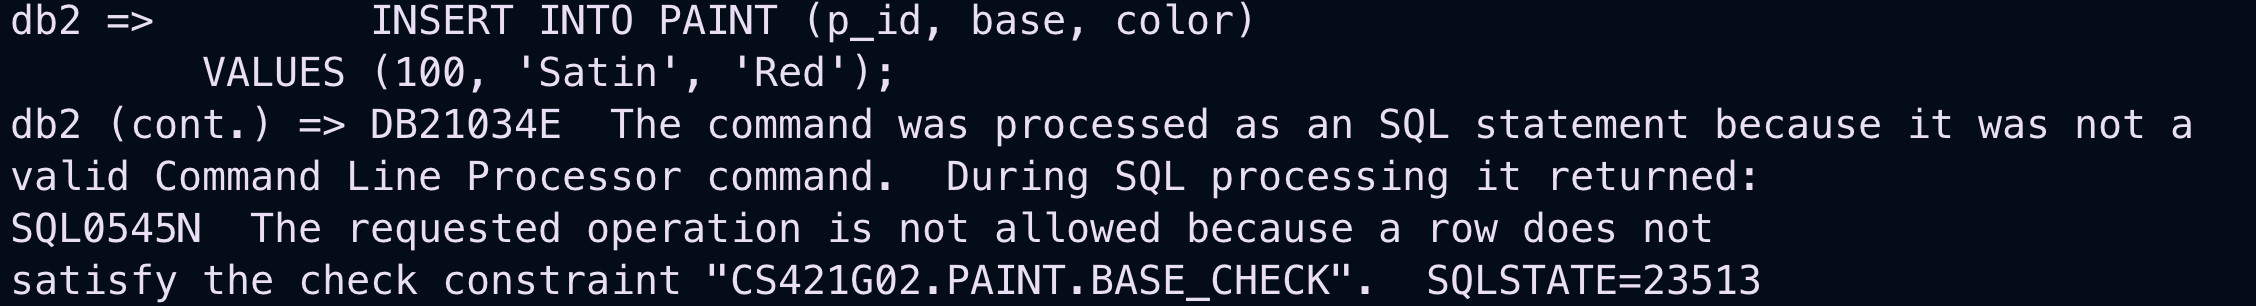 db2 =>         INSERT INTO PAINT (p_id, base, color)
        VALUES (100, 'Satin', 'Red');
db2 (cont.) => DB21034E  The command was processed as an SQL statement because it was not a
valid Command Line Processor command.  During SQL processing it returned:
SQL0545N  The requested operation is not allowed because a row does not
satisfy the check constraint "CS421G02.PAINT.BASE_CHECK".  SQLSTATE=23513